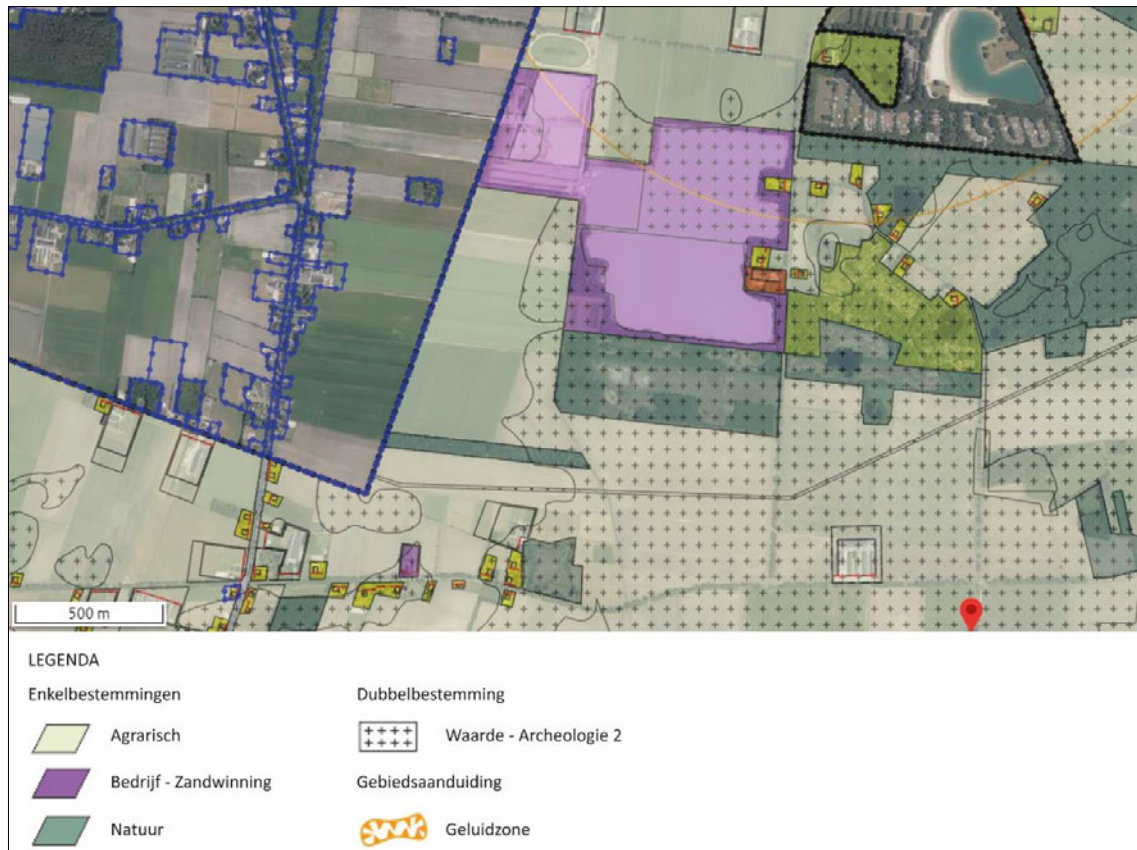 500 m
LEGENDA
Enkelbestemmingen
Dubbelbestemming
Agrarisch
Waarde - Archeologie 2
Bedrijf - Zandwinning
Gebiedsaanduiding
Natuur
Geluidzone